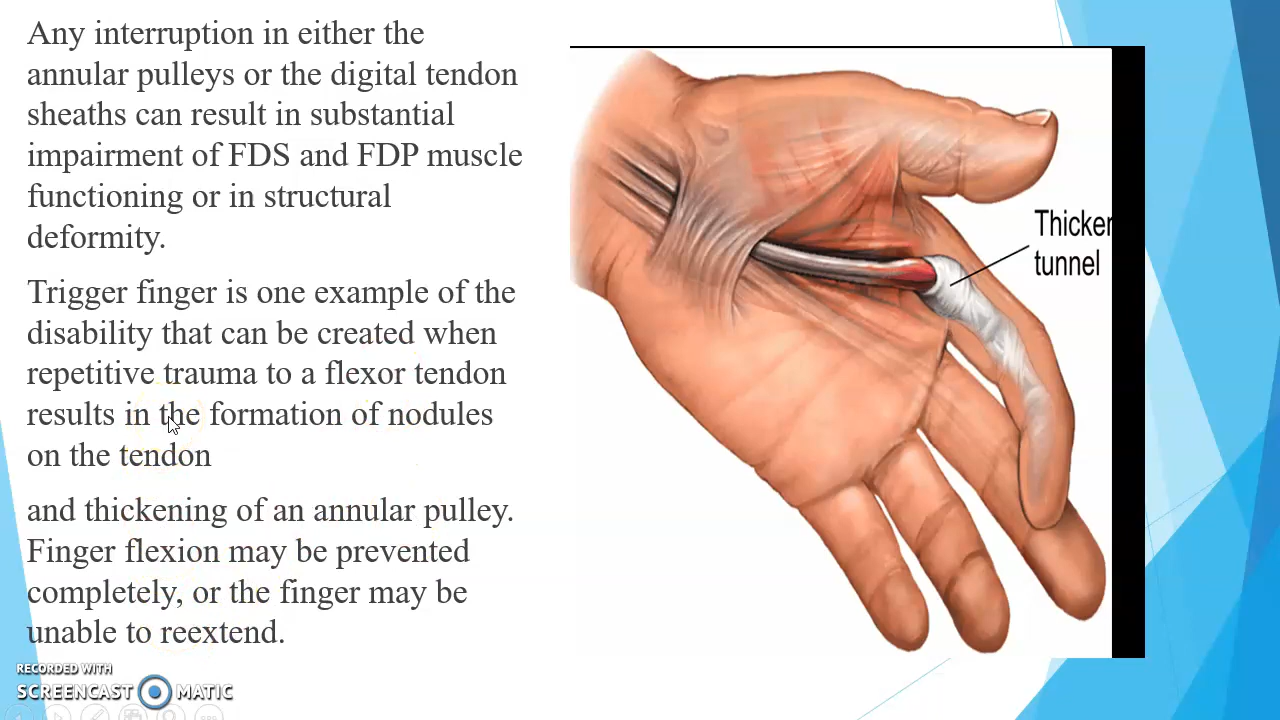 Any interruption in either the
annular pulleys or the digital tendon
sheaths can result in substantial
impairment of FDS and FDP muscle
functioning or in structural
deformity.
Trigger finger is one example of the
disability that can be created when
repetitive trauma to a flexor tendon
results in the formation of nodules
on the tendon
and thickening of an annular pulley.
Finger flexion may be prevented
completely, or the finger may be
unable to reextend.
Thicker
tunnel
RECORDED WITH
SCREENCAST MATIC